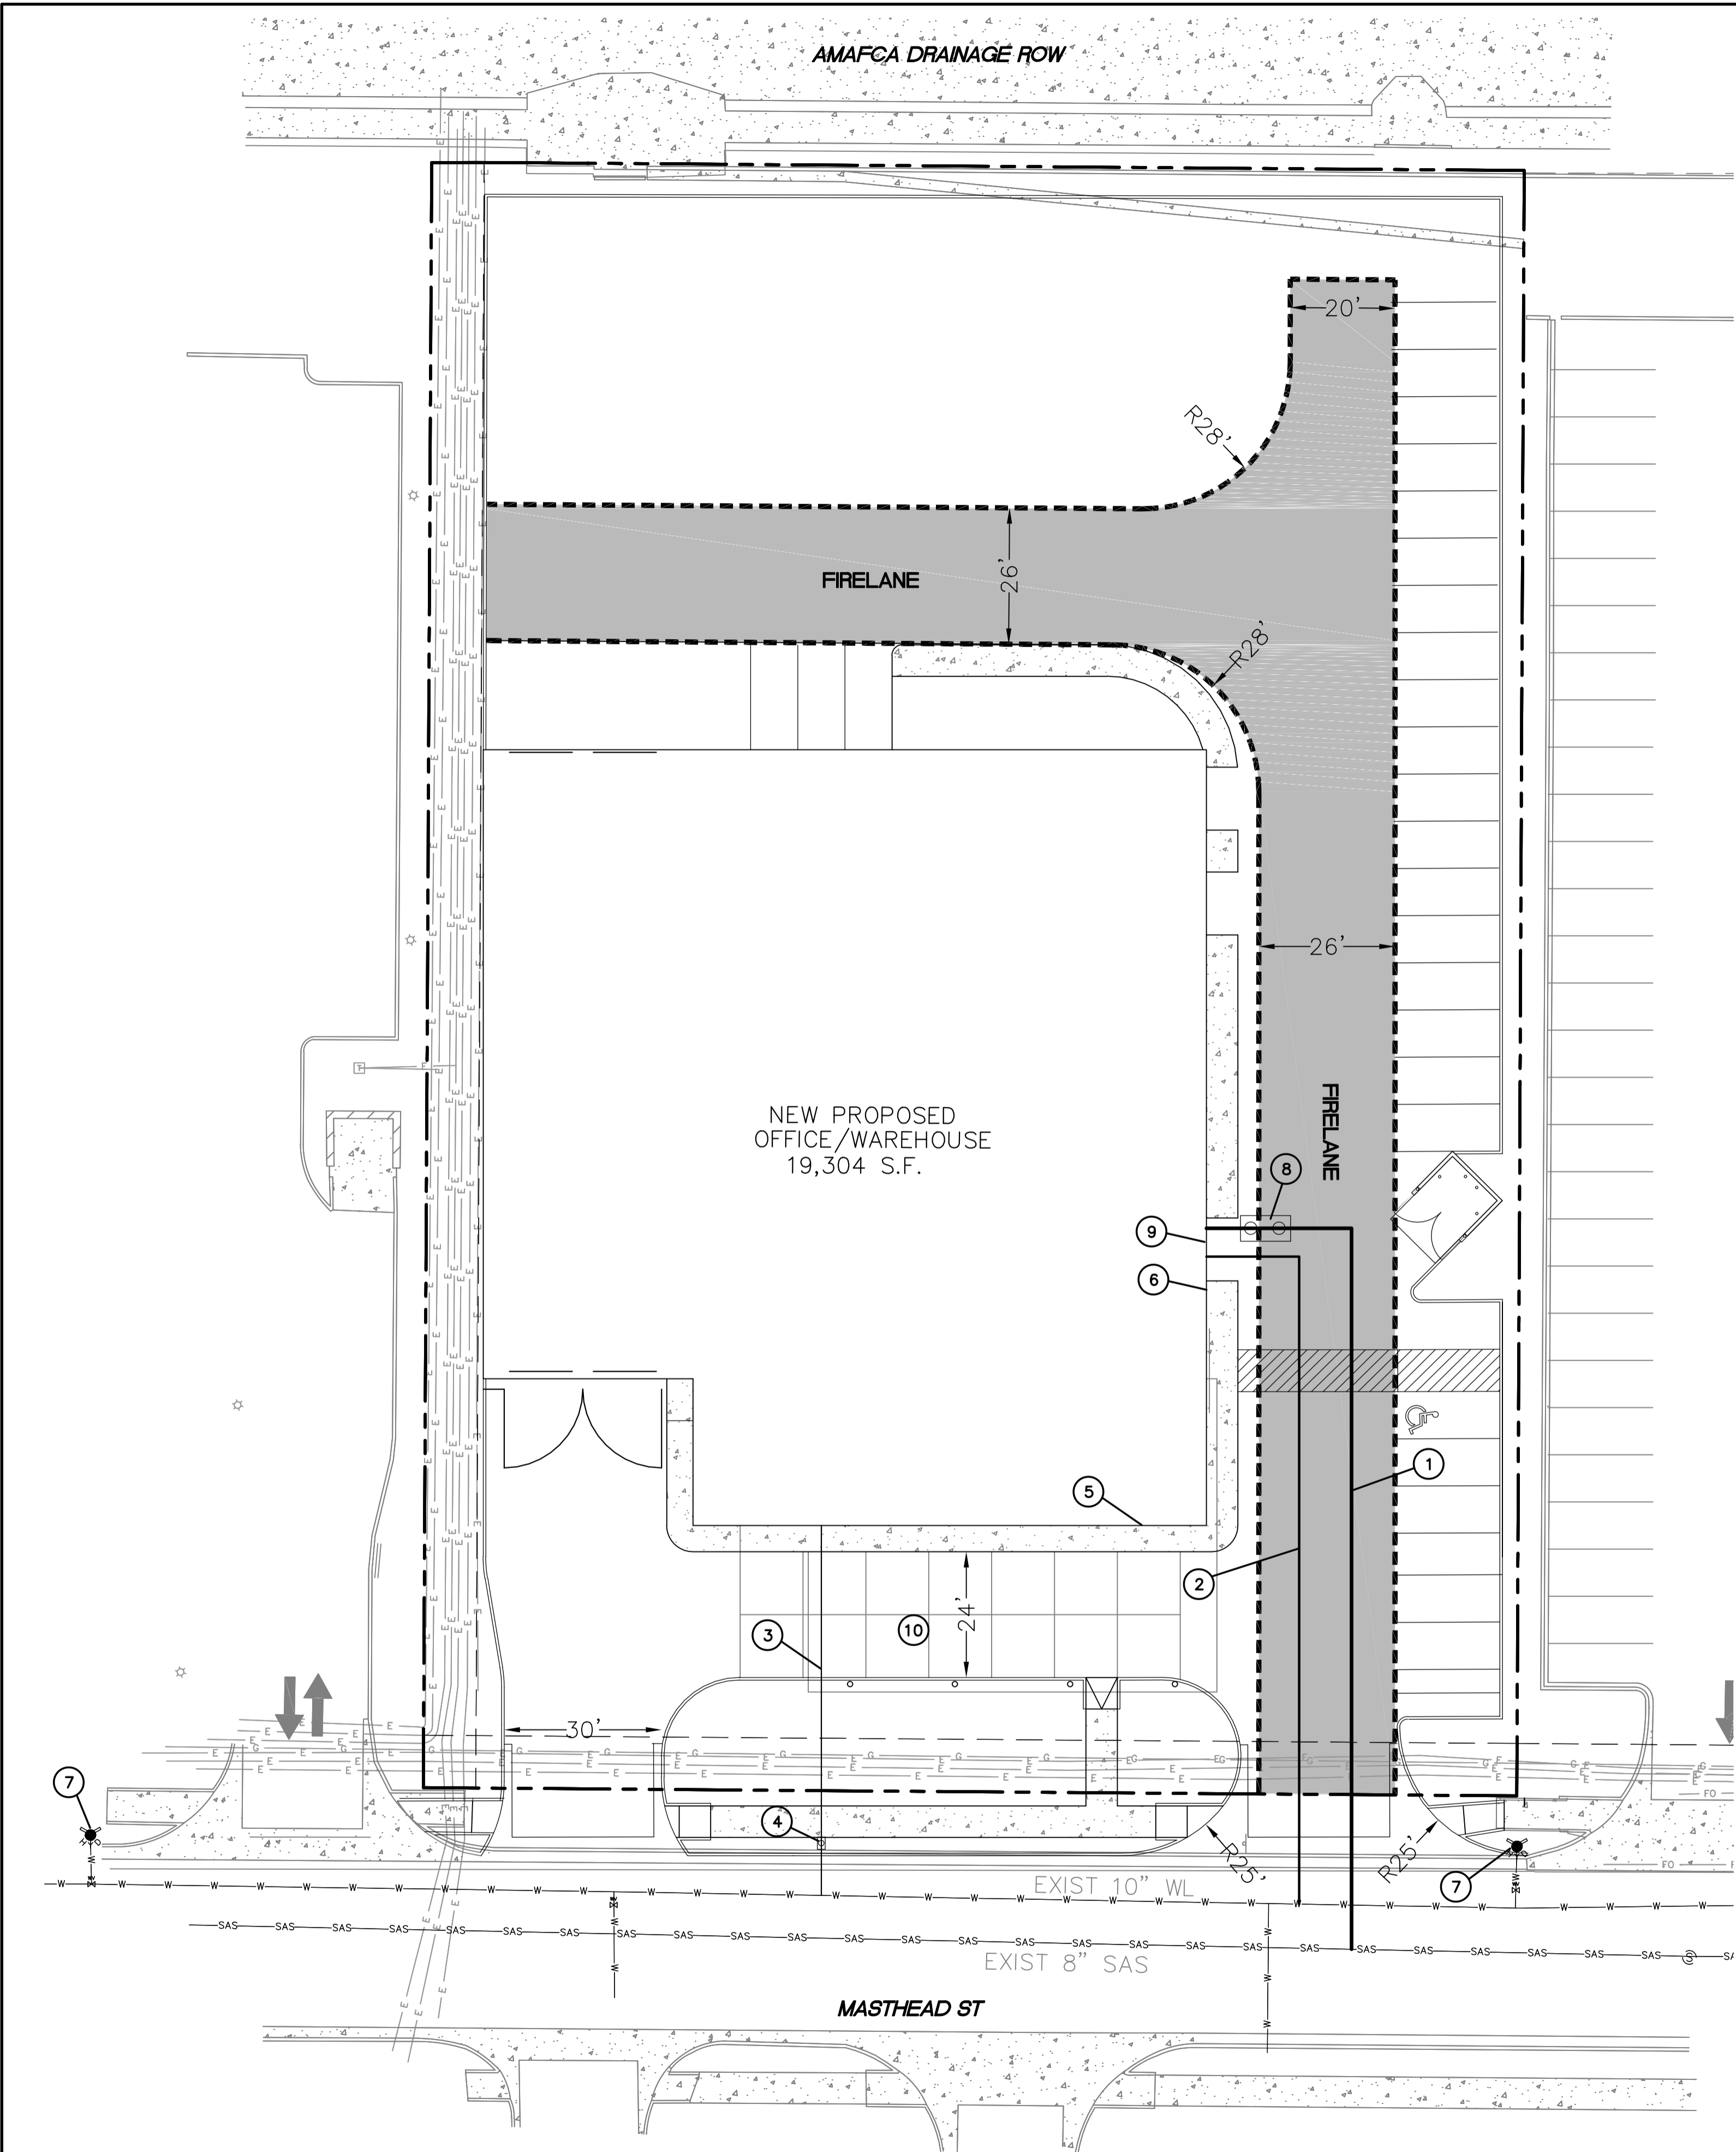 AMAFCA DRAINAGE ROW
20'
R28'
FIRELANE
26'
R28'
26'
FIRELANE
NEW PROPOSED
OFFICE/WAREHOUSE
19,304 S.F.
8
9
6
1
5
2
24'
10
3
30'
7
4
R25'
R25'
7
EXIST 10" WL
EXIST 8" SAS
MASTHEAD ST